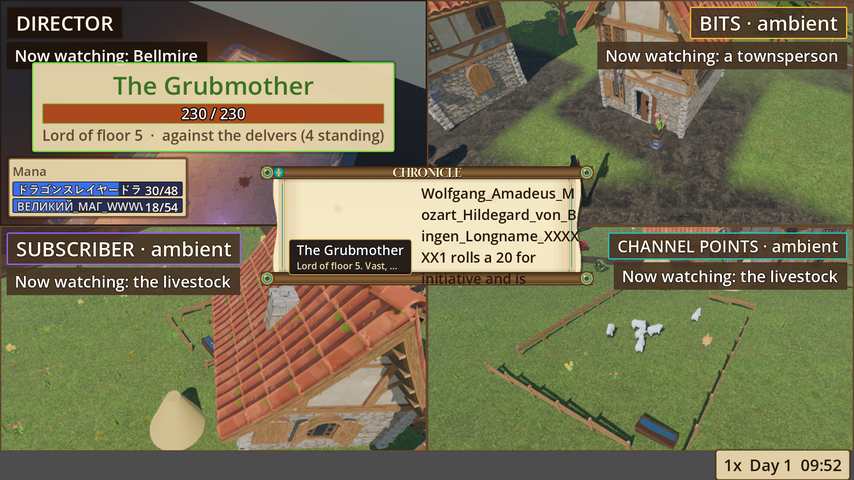 DIRECTOR
Now watching: Bellmire
The Grubmother
230 / 230
Lord of floor 5 · against the delvers (4 standing)
Mana
ドラゴンスレイヤードラ 30/48
ВЕЛИКИЙ_МАГ_WWW 18/54
BITS · ambient
Now watching: a townsperson
CHRONICLE
Wolfgang_Amadeus_M
ozart_Hildegard_von_B
ingen_Longname_XXXX
XX1 rolls a 20 for
initiative and is
The Grubmother
Lord of floor 5. Vast, ...
SUBSCRIBER · ambient
Now watching: the livestock
CHANNEL POINTS · ambient
Now watching: the livestock
1x Day 1 09:52